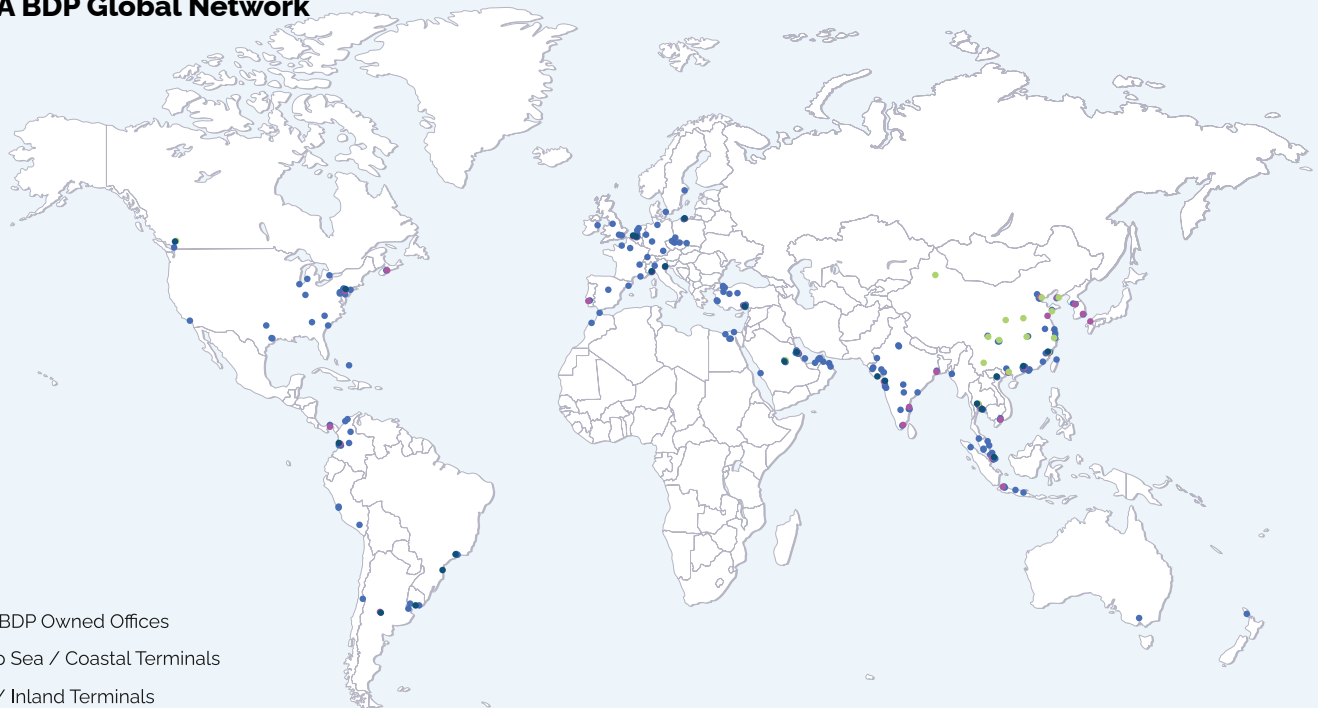 A BDP Global Network
BDP Owned Offices
Sea / Coastal Terminals
/ Inland Terminals